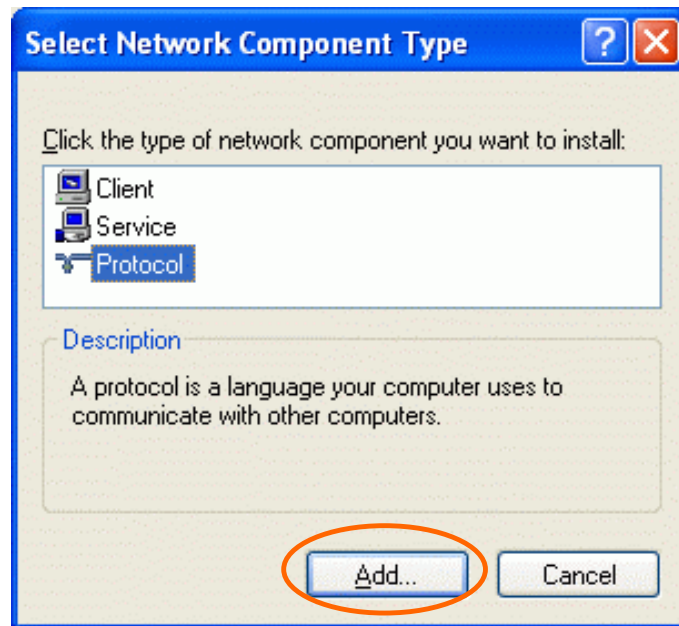 Select Network Component Type
?
Click the type of network component you want to install:
Client
Service
Protocol
Description
A protocol is a language your computer uses to
communicate with other computers.
Add...
Cancel